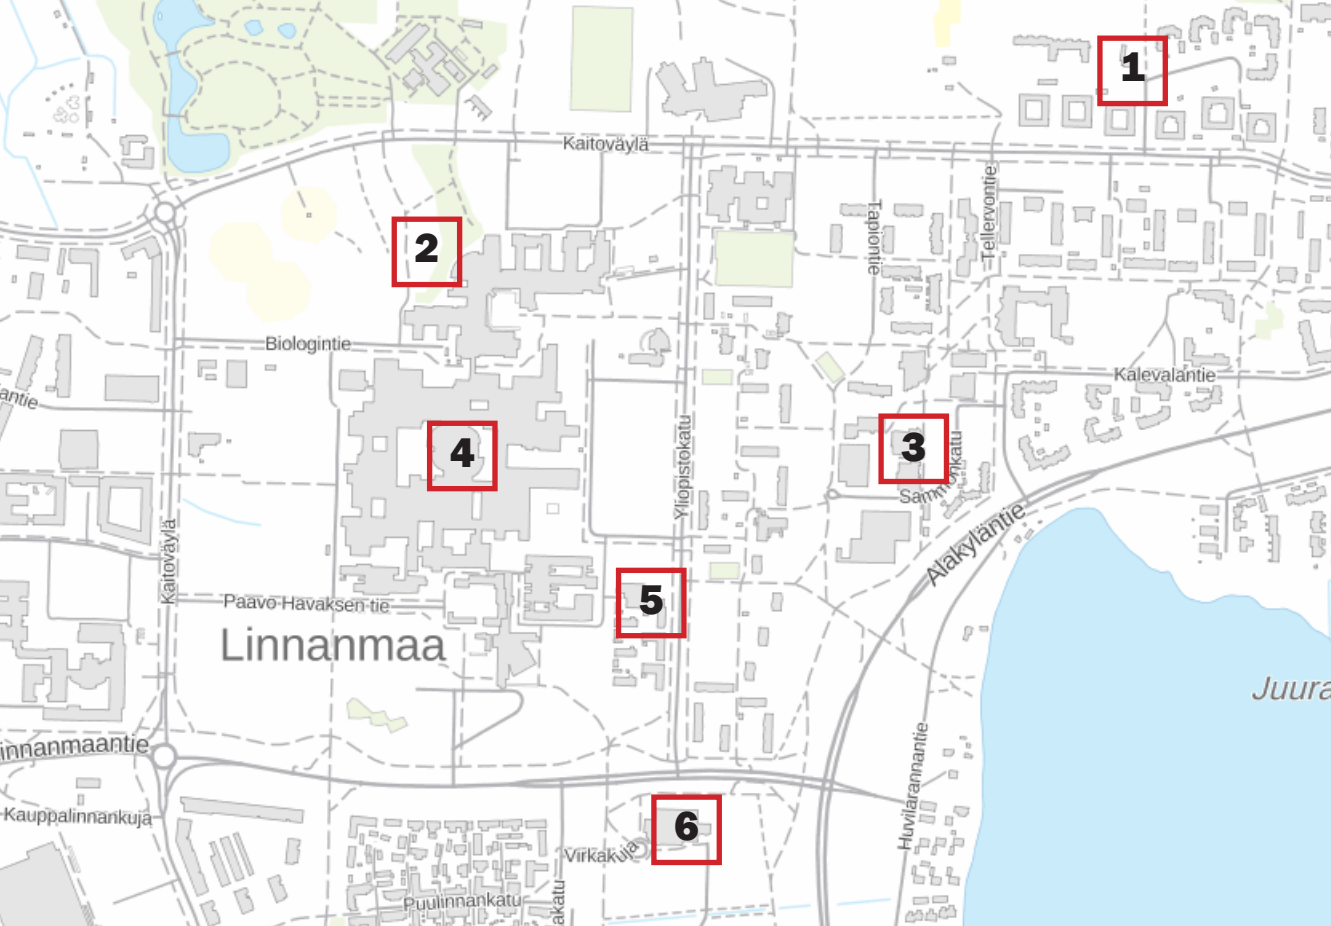 1
Kaitoväylä
Tellervontie
Tapiontie
2
Biologintie
Kalevalantie
antie
3
4
Yliopistokatu
Sammonkatu
Alakyläntie
Kaitoväylä
5
Paavo Havaksen tie
Linnanmaa
Juura
innanmaantie
Huvilarannantie
Kauppalinnankuja
6
Virkakuja
Puulinnankatu
akatu